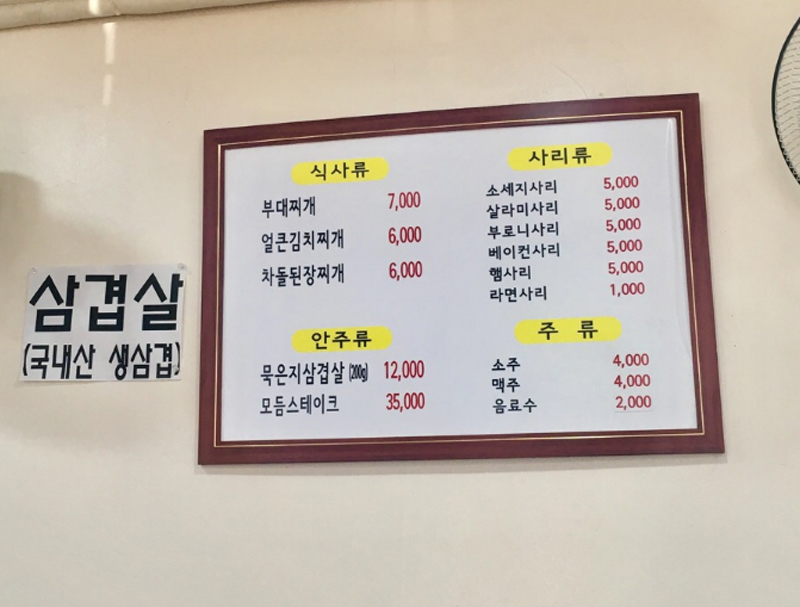 삼겹살
(국내산 생삼겹)
식사류
부대찌개 7,000
얼큰김치찌개 6,000
차돌된장찌개 6,000
안주류
묵은지삼겹살 (200g) 12,000
모듬스테이크 35,000
사리류
소세지사리 5,000
살라미사리 5,000
부로니사리 5,000
베이컨사리 5,000
햄사리 5,000
라면사리 1,000
주 류
소주 4,000
맥주 4,000
음료수 2,000